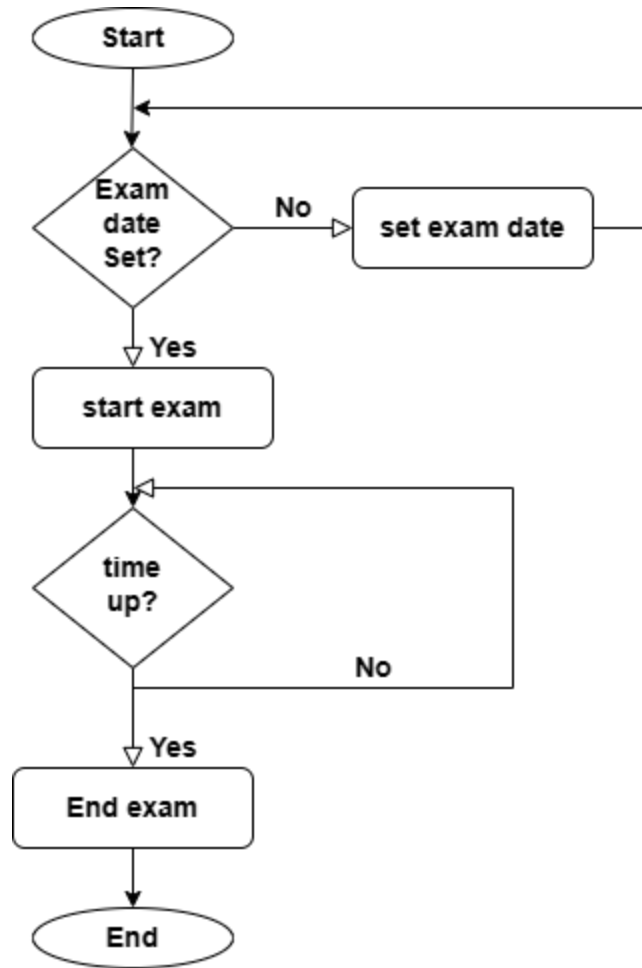 Start
Exam
date
Set?
No
set exam date
Yes
start exam
time
up?
No
Yes
End exam
End